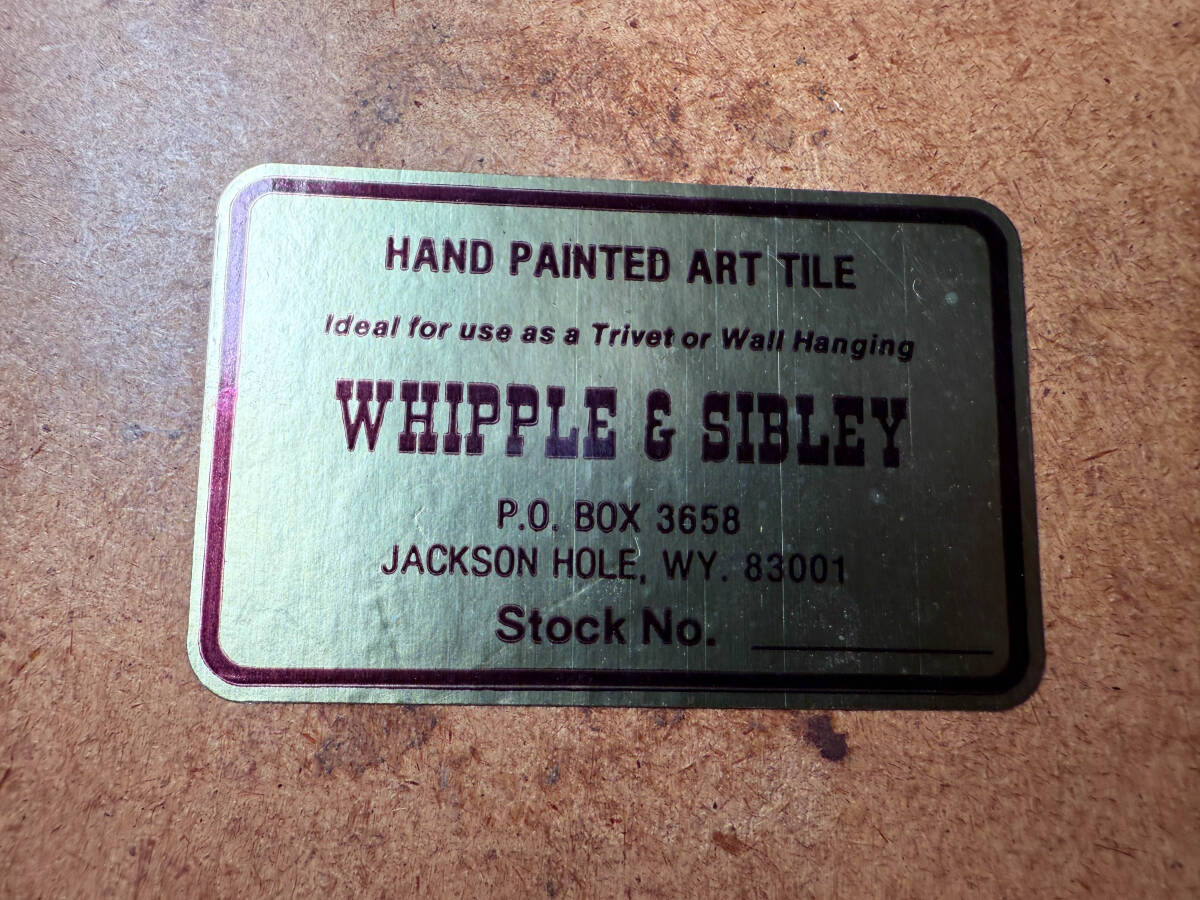 HAND PAINTED ART TILE
Ideal for use as a Trivet or Wall Hanging
WHIPPLE & SIBLEY
P.O. BOX 3658
JACKSON HOLE, WY. 83001
Stock No. ________